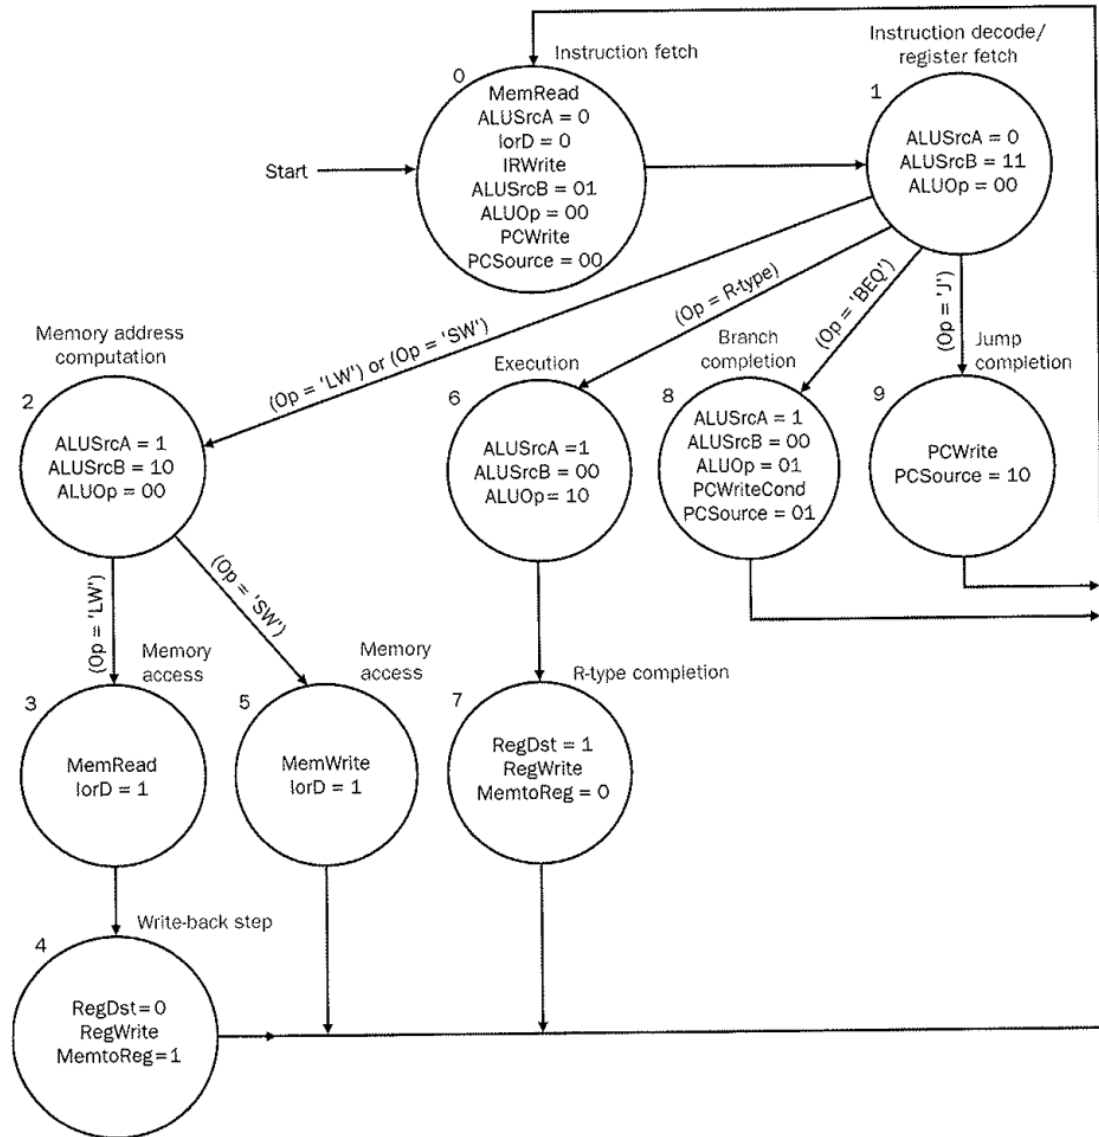 Instruction fetch
0
MemRead
ALUSrcA = 0
IorD = 0
IRWrite
ALUSrcB = 01
ALUOp = 00
PCWrite
PCSource = 00
Start
Instruction decode/
register fetch
1
ALUSrcA = 0
ALUSrcB = 11
ALUOp = 00
(Op = 'LW') or (Op = 'SW')
(Op = R-type)
(Op = 'BEQ')
(Op = 'J')
Memory address
computation
2
ALUSrcA = 1
ALUSrcB = 10
ALUOp = 00
Execution
6
ALUSrcA =1
ALUSrcB = 00
ALUOp= 10
Branch
completion
8
ALUSrcA = 1
ALUSrcB = 00
ALUOp = 01
PCWriteCond
PCSource = 01
Jump
completion
9
PCWrite
PCSource = 10
(Op = 'LW')
(Op = 'SW')
Memory
access
3
MemRead
IorD = 1
Memory
access
5
MemWrite
IorD = 1
R-type completion
7
RegDst = 1
RegWrite
MemtoReg = 0
Write-back step
4
RegDst=0
RegWrite
MemtoReg=1